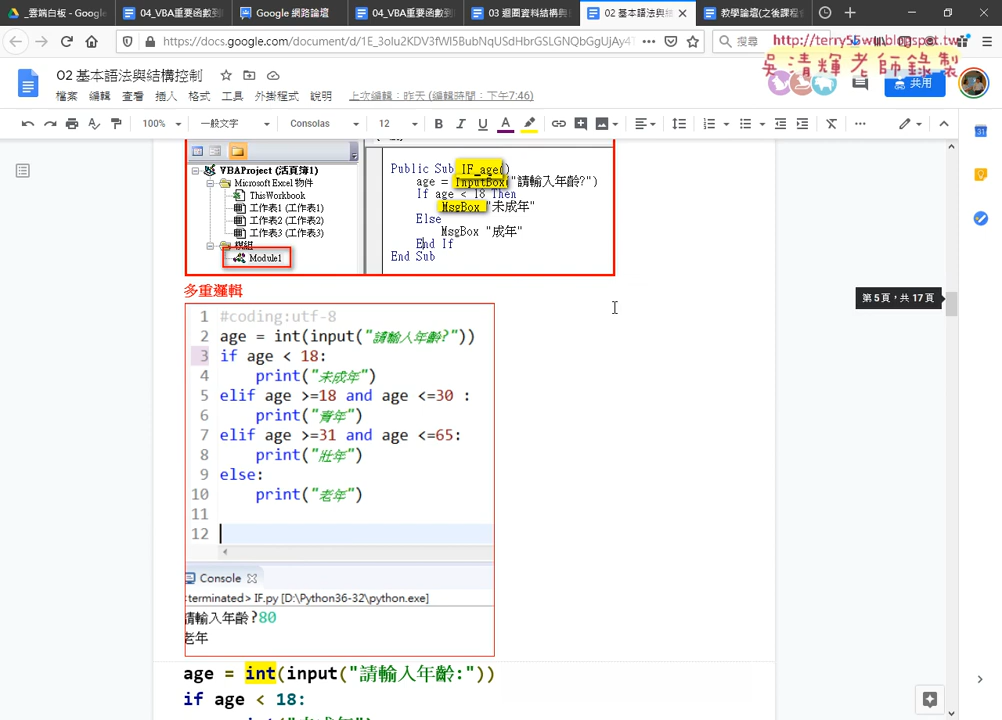 _雲端白板 - Goog
04_VBA重要函數到
Google 網路論壇
04_VBA重要函數到
03 迴圈資料結構與
02 基本語法與結
教學論壇(之後課程
https://docs.google.com/document/d/1E_3olu2KDV3fWI5BubNqUSdHbrGSLGNQbGgUjAy4
搜尋
http://terry55wu.blogspot.tw
吳清輝老師錄製
02 基本語法與結構控制
檔案 編輯 查看 插入 格式 工具 外掛程式 說明 上次編輯：昨天 (編輯時間：下午7:46)
共用
100% 一般文字 Consolas 12 B I U A
VBAProject (活頁簿1)
Microsoft Excel 物件
ThisWorkbook
工作表1 (工作表1)
工作表2 (工作表2)
工作表3 (工作表3)
模組
Module1
Public Sub IF_age()
age = InputBox("請輸入年齡?")
If age < 18 Then
MsgBox "未成年"
Else
MsgBox "成年"
End If
End Sub
第 5 頁，共 17 頁
多重邏輯
1 #coding:utf-8
2 age = int(input("請輸入年齡?"))
3 if age < 18:
4 print("未成年")
5 elif age >=18 and age <=30 :
6 print("青年")
7 elif age >=31 and age <=65:
8 print("壯年")
9 else:
10 print("老年")
11
12
Console
<terminated> IF.py [D:\Python36-32\python.exe]
請輸入年齡?80
老年
age = int(input("請輸入年齡:"))
if age < 18:
print("未成年")